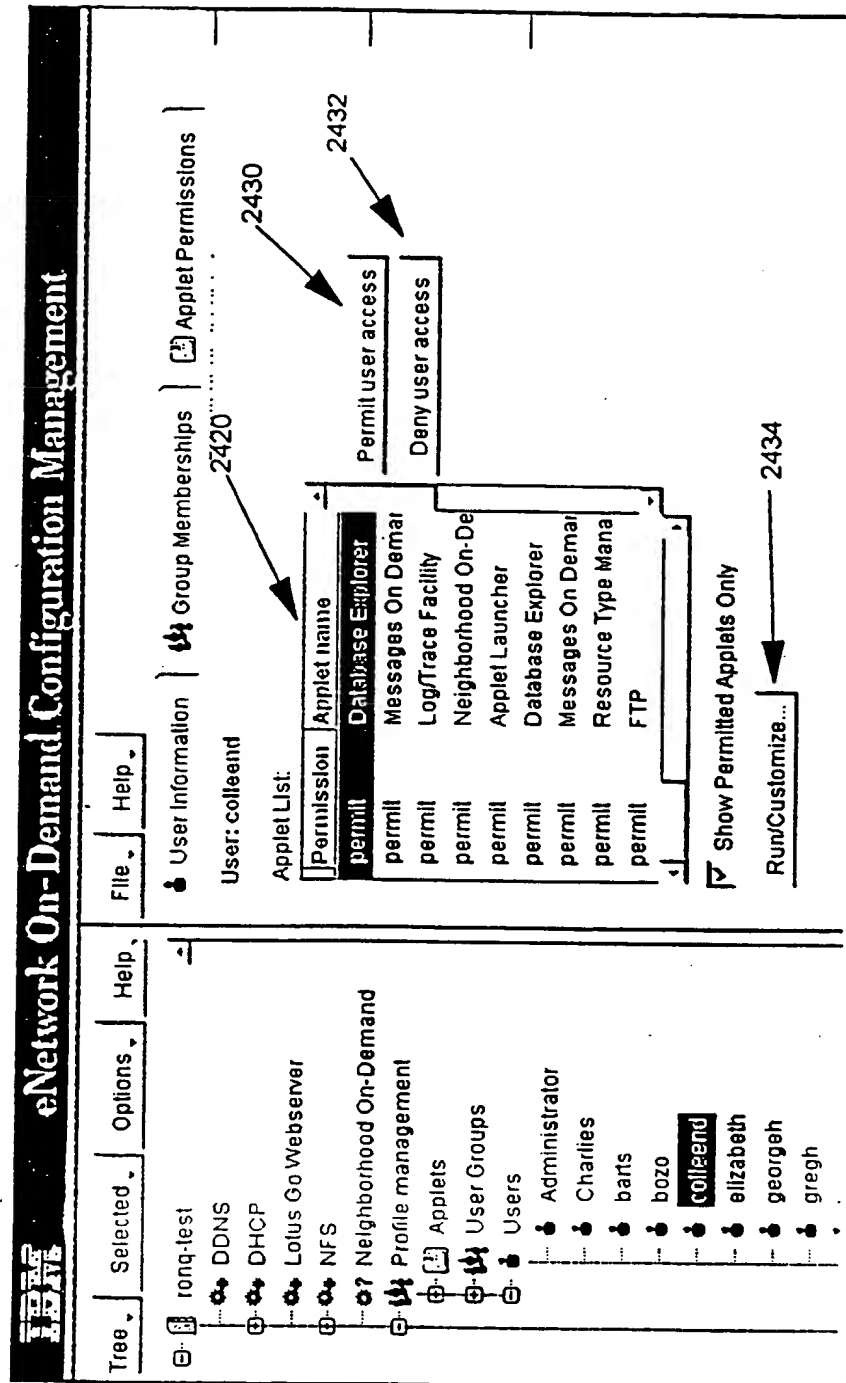 IBM eNetwork On-Demand Configuration Management
Tree Selected Options Help
File Help
ronq-test
DDNS
DHCP
Lotus Go Webserver
NFS
Neighborhood On-Demand
Profile management
Applets
User Groups
Users
Administrator
Charlies
barts
bozo
colleend
elizabeth
georgeh
gregh
User Information Group Memberships Applet Permissions
User: colleend
2420
2430
2432
Applet List:
Permission Applet name
permit Database Explorer
permit Messages On Demar
permit Log/Trace Facility
permit Neighborhood On-De
permit Applet Launcher
permit Database Explorer
permit Messages On Demar
permit Resource Type Mana
permit FTP
Permit user access
Deny user access
Show Permitted Applets Only
Run/Customize...
2434